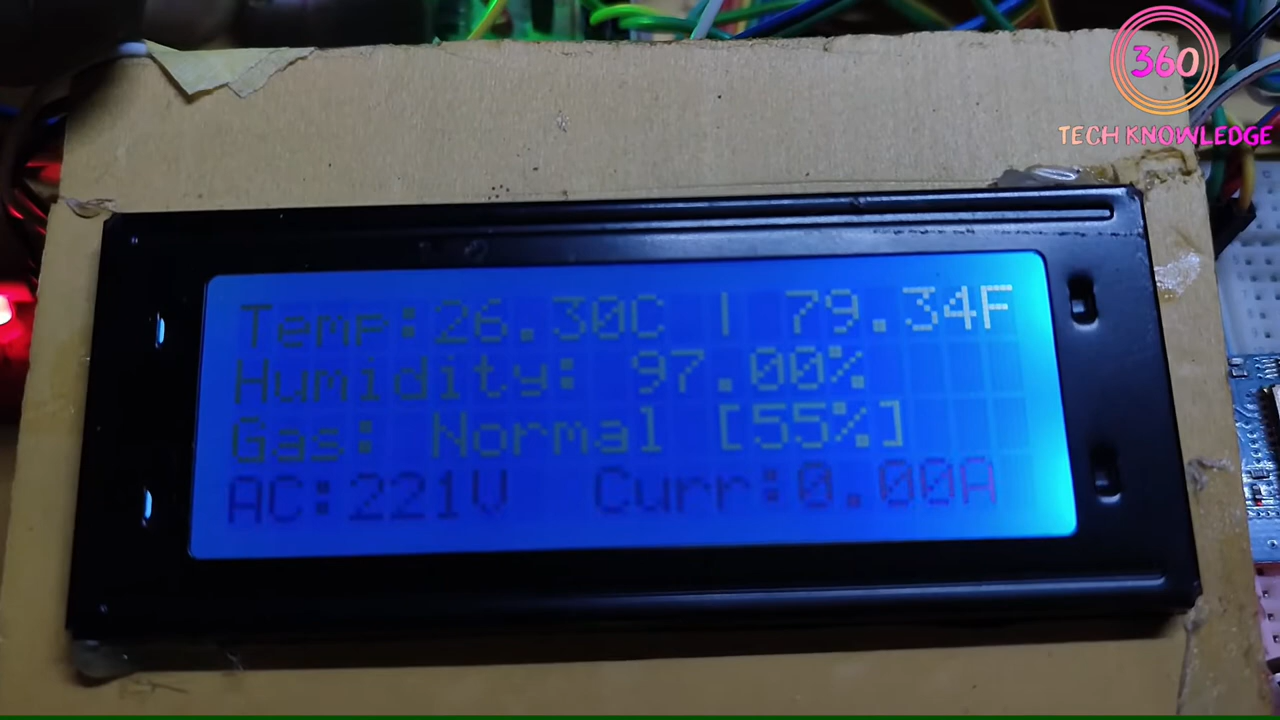 360
TECH KNOWLEDGE
Temp:26.30C | 79.34F
Humidity: 97.00%
Gas: Normal [55%]
AC:221V Curr:0.00A